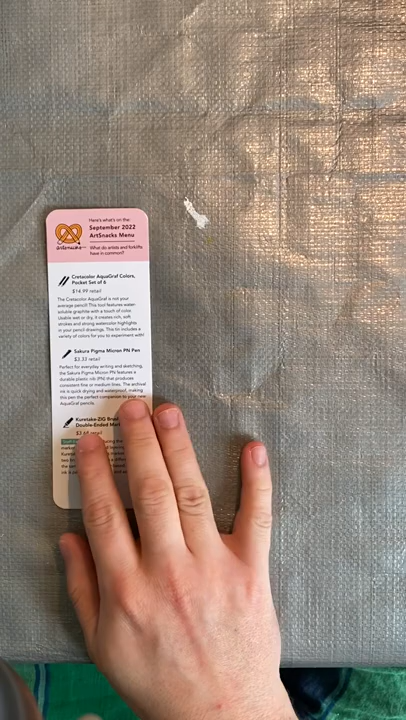 Here's what's on the:
September 2022
ArtSnacks Menu
artsnacks
What do artists and forklifts
have in common?
Cretacolor AquaGraf Colors,
Pocket Set of 6
$14.99 retail
The Cretacolor AquaGraf is not your
average pencil! This tool features water-
soluble graphite with a touch of color.
Usable wet or dry, it creates rich, soft
strokes and strong watercolor highlights
in your pencil drawings. This tin includes a
variety of colors for you to experiment with!
Sakura Pigma Micron PN Pen
$3.53 retail
Perfect for everyday writing and sketching,
the Sakura Pigma Micron PN features a
durable plastic nib (PN) that produces
consistent fine or medium lines. The archival
ink is quick drying and waterproof, making
this pen the perfect companion to your new
AquaGraf pencils.
Kuretake ZIG
Double-Ended
retail